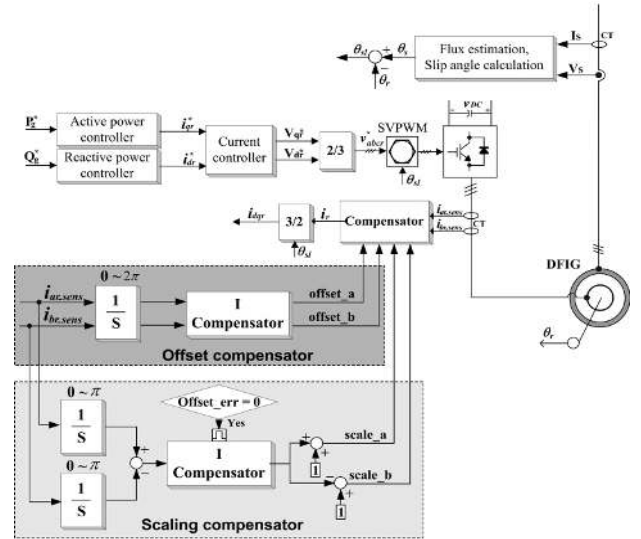 Is
CT
θsl
+
θs
−
θr
Flux estimation,
Slip angle calculation
Vs
VDC
Active power
controller
i*qr
Current
controller
V*qr
V*dr
2/3
v*abcr
SVPWM
θsl
Reactive power
controller
i*dr
idqr
3/2
θsl
ir
Compensator
iar.sens
ibr.sens
CT
DFIG
θr
0 ~ 2π
iar.sens
ibr.sens
1
S
I
Compensator
offset_a
offset_b
Offset compensator
0 ~ π
1
S
Offset_err = 0
Yes
+
−
I
Compensator
+
scale_a
+
1
0 ~ π
1
S
−
scale_b
+
1
Scaling compensator